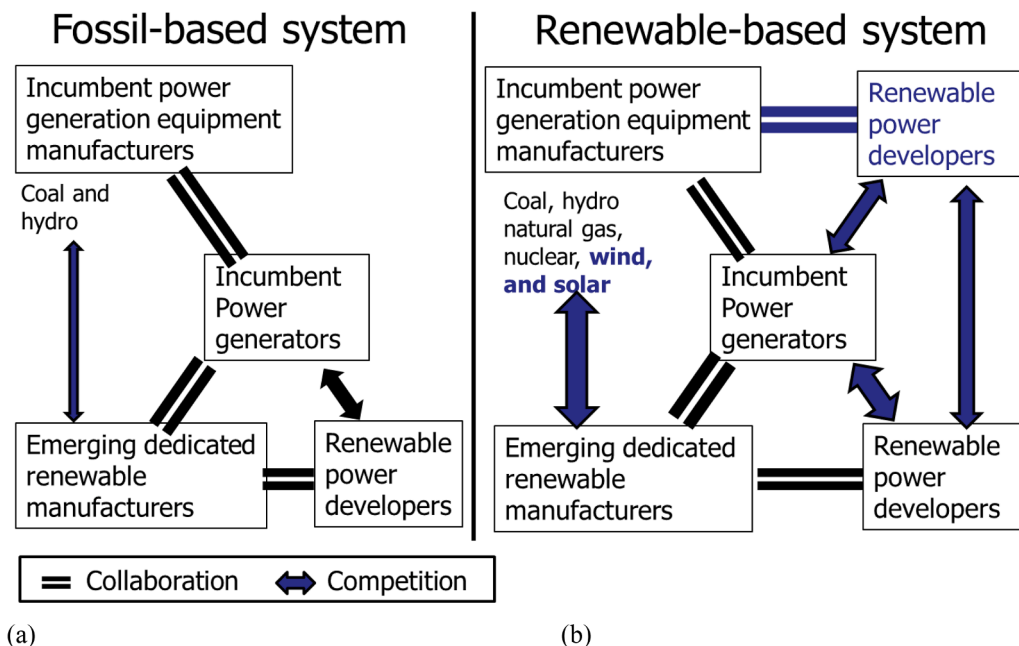 Fossil-based system
Incumbent power
generation equipment
manufacturers
Coal and
hydro
Incumbent
Power
generators
Emerging dedicated
renewable
manufacturers
Renewable
power
developers
Renewable-based system
Incumbent power
generation equipment
manufacturers
Renewable
power
developers
Coal, hydro
natural gas,
nuclear, wind,
and solar
Incumbent
Power
generators
Emerging dedicated
renewable
manufacturers
Renewable
power
developers
Collaboration
Competition
(a)
(b)